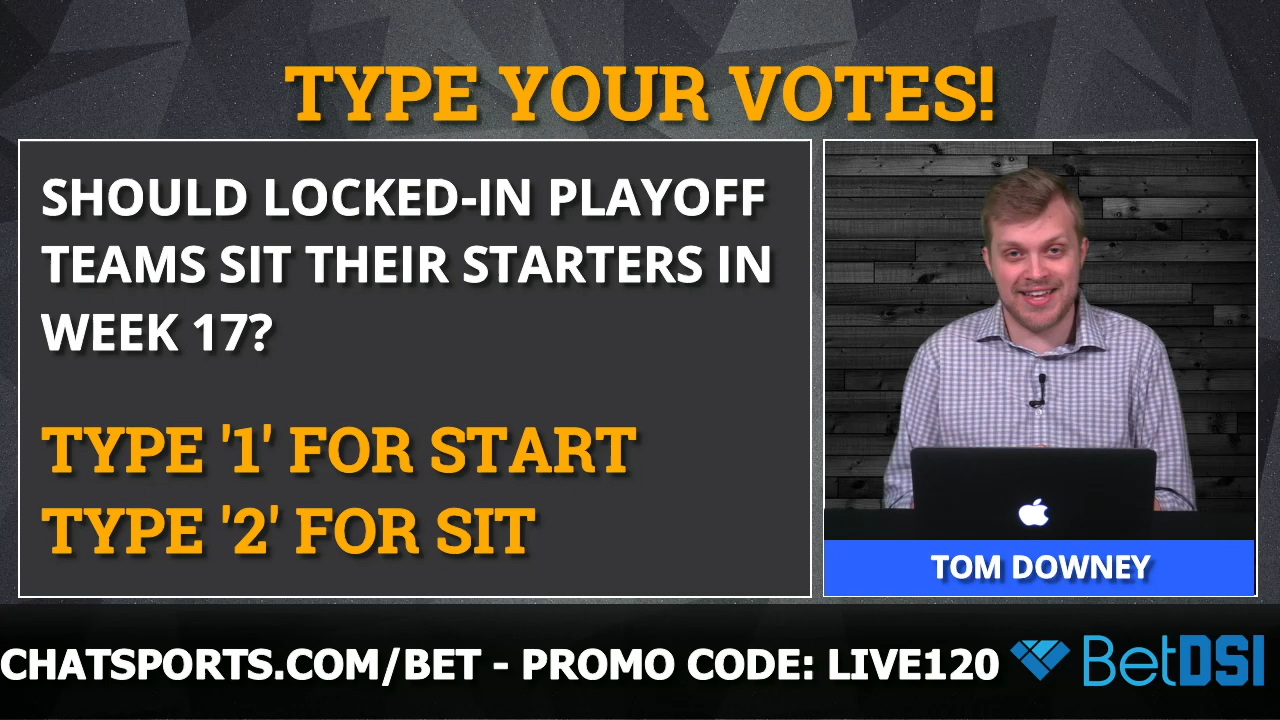 TYPE YOUR VOTES!
SHOULD LOCKED-IN PLAYOFF
TEAMS SIT THEIR STARTERS IN
WEEK 17?
TYPE '1' FOR START
TYPE '2' FOR SIT
TOM DOWNEY
CHATSPORTS.COM/BET - PROMO CODE: LIVE120
BetDSI